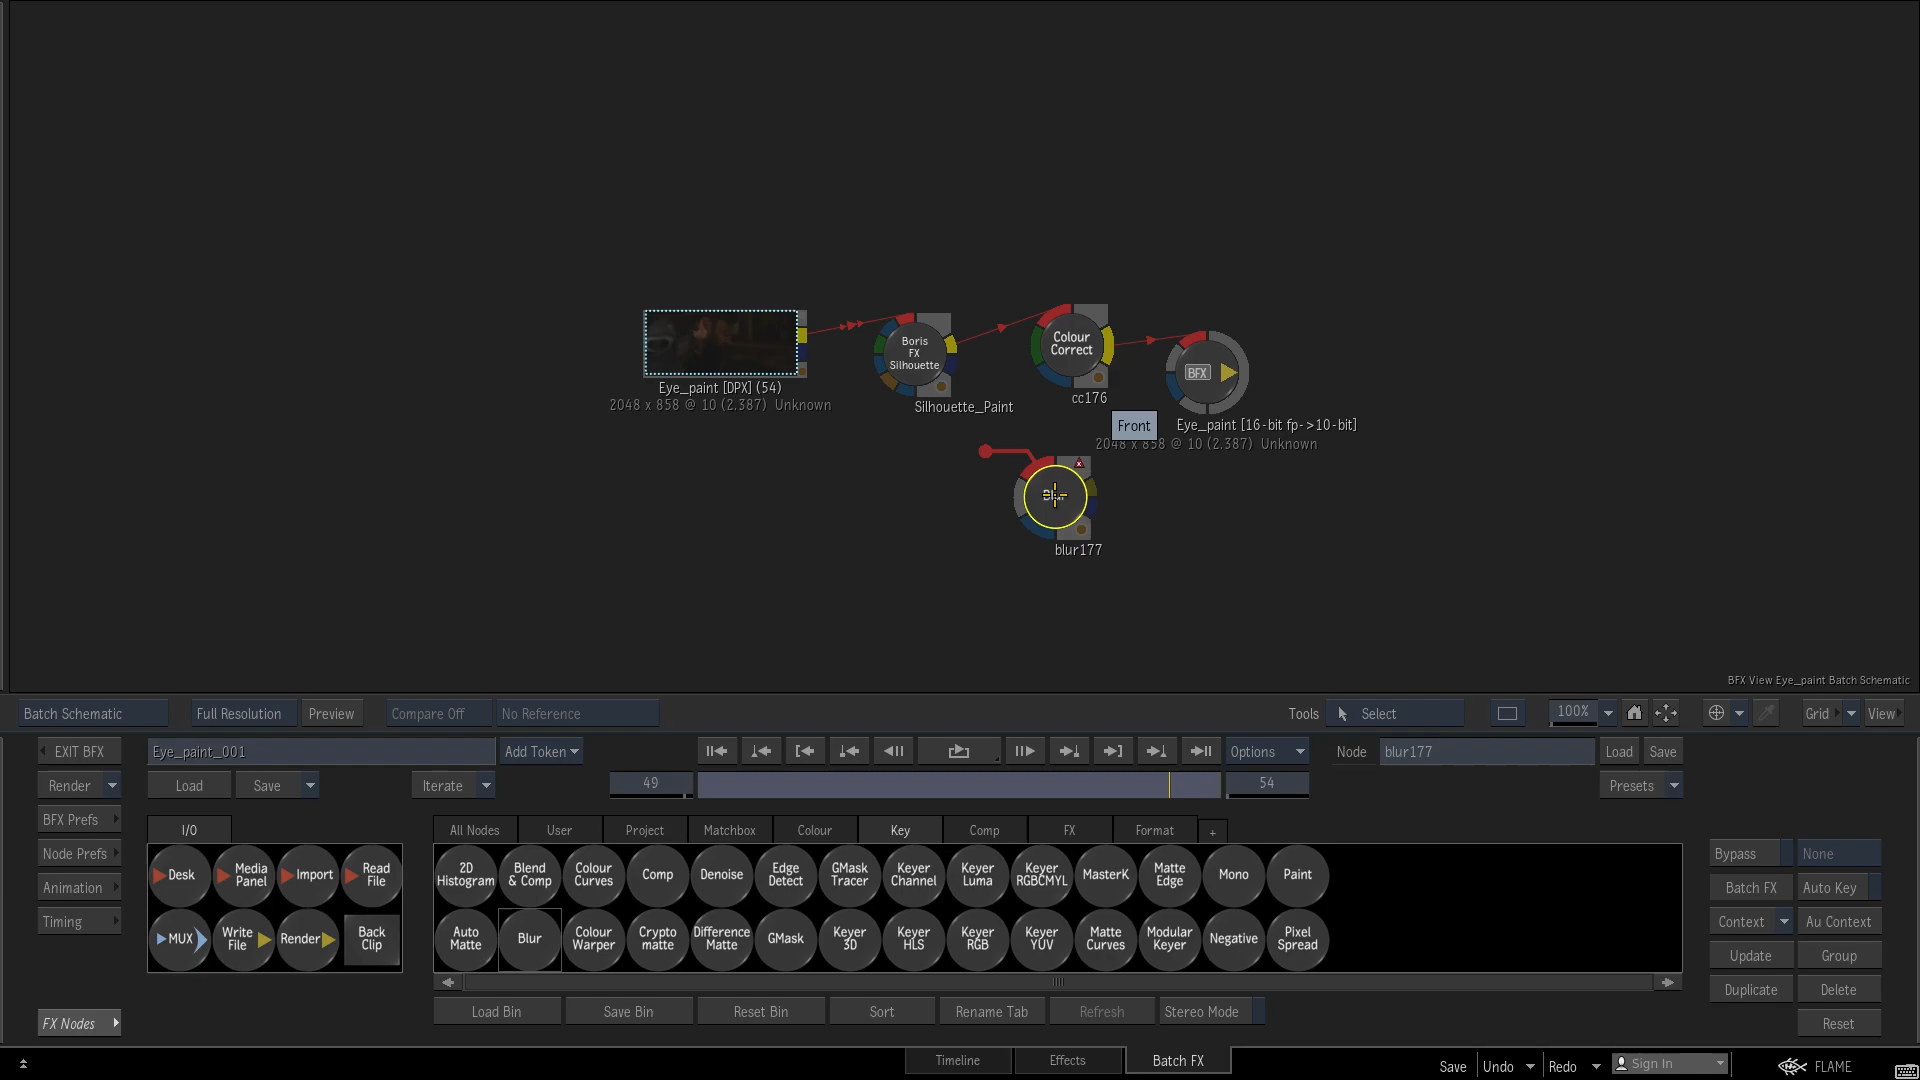 Boris
FX
Silhouette
Colour
Correct
BFX
Eye_paint [DPX] (54)
2048 x 858 @ 10 (2.387) Unknown
Silhouette_Paint
cc176
Front
Eye_paint [16-bit fp->10-bit]
2048 x 858 @ 10 (2.387) Unknown
blur177
BFX View Eye_paint Batch Schematic
Batch Schematic
Full Resolution
Preview
Compare Off
No Reference
Tools
Select
100%
Grid
View
EXIT BFX
Eye_paint_001
Add Token
Options
Node
blur177
Load
Save
Render
Load
Save
Iterate
49
54
Presets
BFX Prefs
I/O
All Nodes
User
Project
Matchbox
Colour
Key
Comp
FX
Format
+
Node Prefs
Animation
Timing
FX Nodes
Desk
Media
Panel
Import
Read
File
MUX
Write
File
Render
Back
Clip
2D
Histogram
Blend
& Comp
Colour
Curves
Comp
Denoise
Edge
Detect
GMask
Tracer
Keyer
Channel
Keyer
Luma
Keyer
RGBCMYL
MasterK
Matte
Edge
Mono
Paint
Auto
Matte
Blur
Colour
Warper
Crypto
matte
Difference
Matte
GMask
Keyer
3D
Keyer
HLS
Keyer
RGB
Keyer
YUV
Matte
Curves
Modular
Keyer
Negative
Pixel
Spread
Load Bin
Save Bin
Reset Bin
Sort
Rename Tab
Refresh
Stereo Mode
Bypass
None
Batch FX
Auto Key
Context
Au Context
Update
Group
Duplicate
Delete
Reset
Timeline
Effects
Batch FX
Save
Undo
Redo
Sign In
FLAME